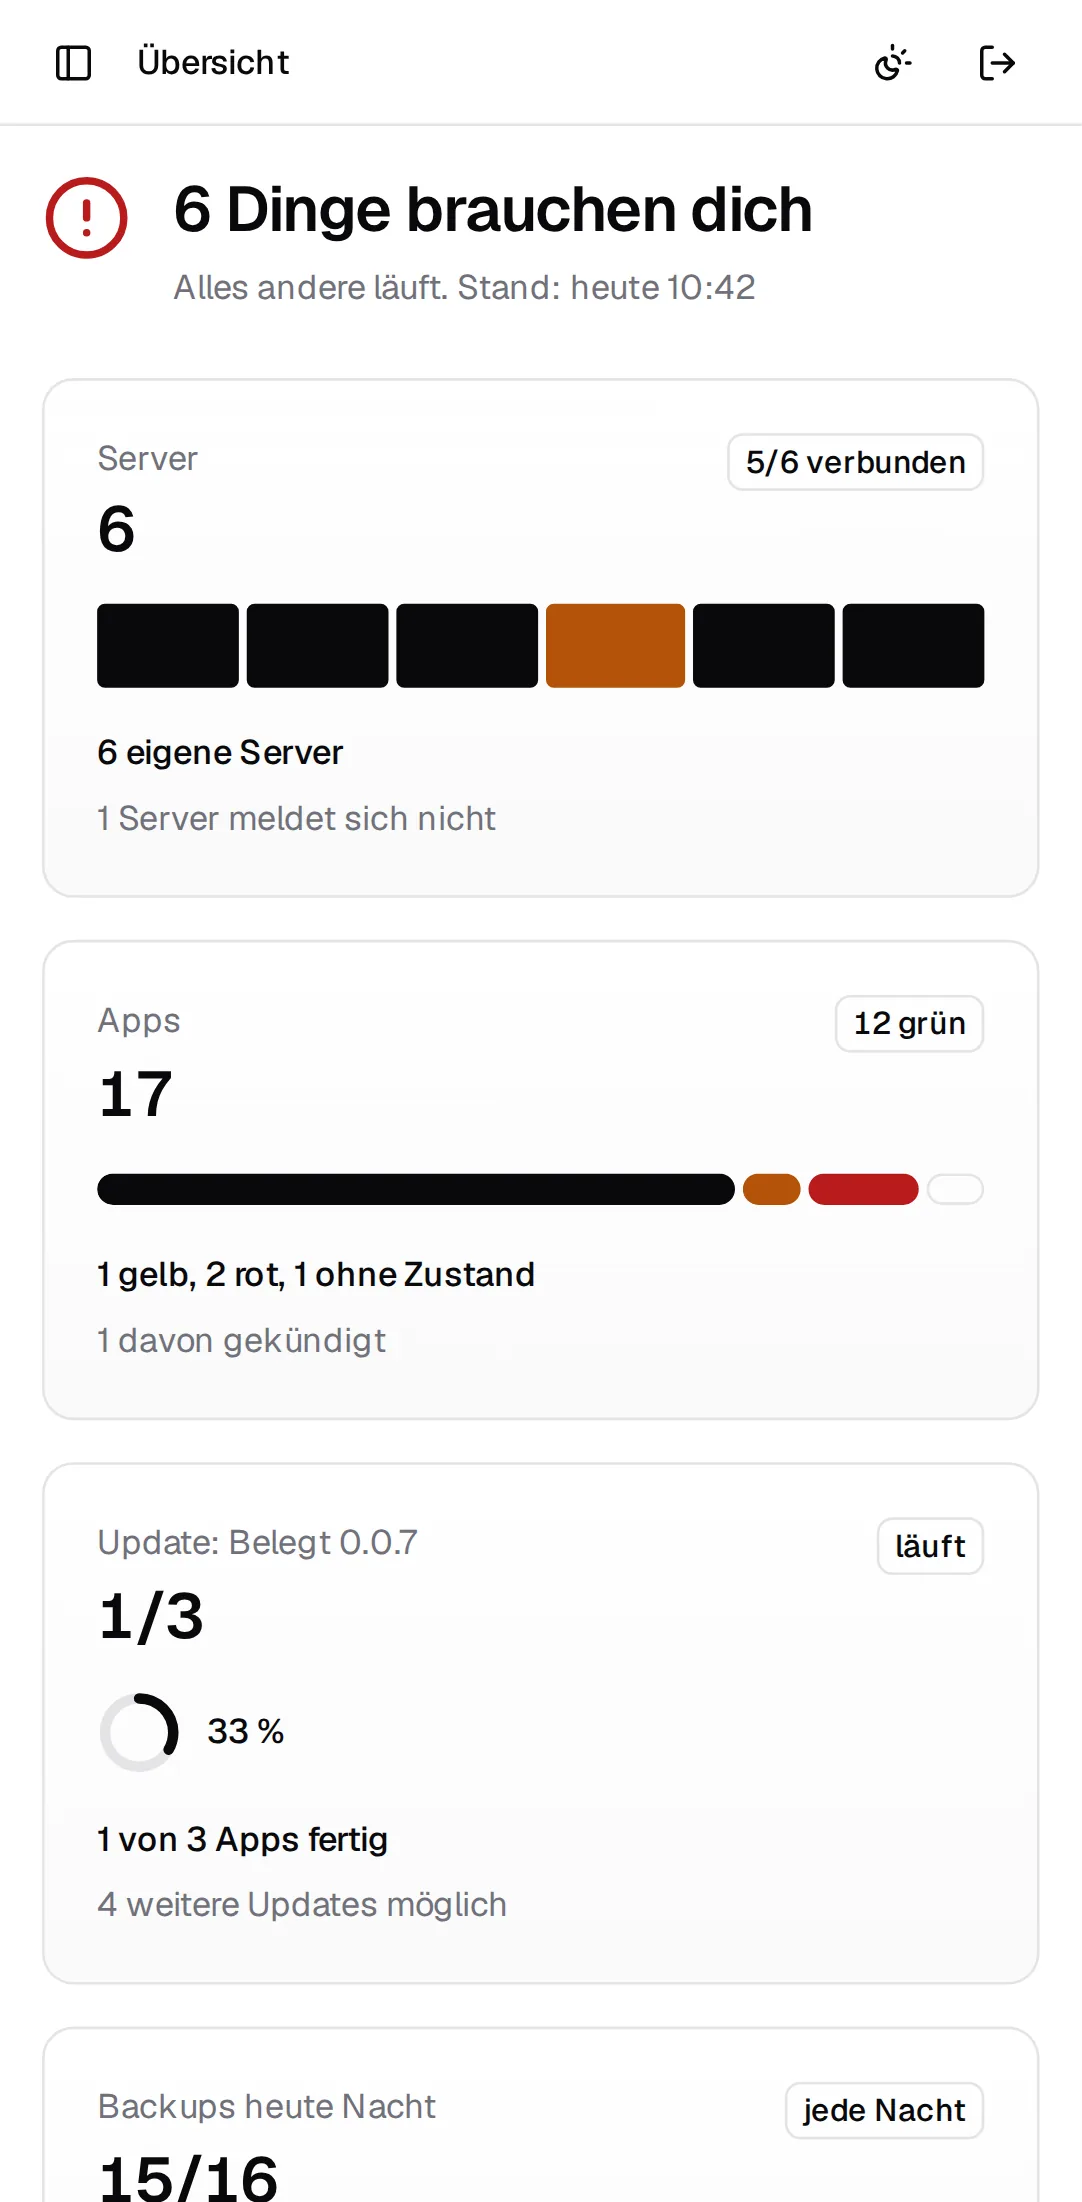 Übersicht
6 Dinge brauchen dich
Alles andere läuft. Stand: heute 10:42
Server
5/6 verbunden
6
6 eigene Server
1 Server meldet sich nicht
Apps
12 grün
17
1 gelb, 2 rot, 1 ohne Zustand
1 davon gekündigt
Update: Belegt 0.0.7
läuft
1/3
33 %
1 von 3 Apps fertig
4 weitere Updates möglich
Backups heute Nacht
jede Nacht
15/16